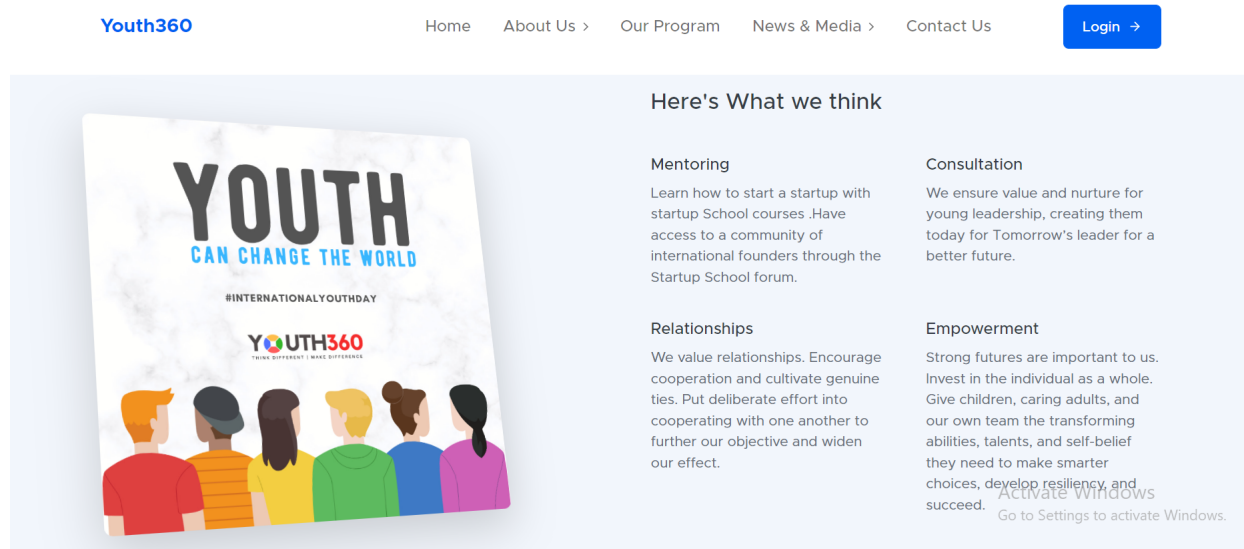 Youth360
Home
About Us >
Our Program
News & Media >
Contact Us
Login →
YOUTH
CAN CHANGE THE WORLD
#INTERNATIONALYOUTHDAY
YOUTH360
THINK DIFFERENT | MAKE DIFFERENCE
Here's What we think
Mentoring
Learn how to start a startup with
startup School courses .Have
access to a community of
international founders through the
Startup School forum.
Consultation
We ensure value and nurture for
young leadership, creating them
today for Tomorrow's leader for a
better future.
Relationships
We value relationships. Encourage
cooperation and cultivate genuine
ties. Put deliberate effort into
cooperating with one another to
further our objective and widen
our effect.
Empowerment
Strong futures are important to us.
Invest in the individual as a whole.
Give children, caring adults, and
our own team the transforming
abilities, talents, and self-belief
they need to make smarter
choices, develop resiliency, and
succeed.
Activate Windows
Go to Settings to activate Windows.